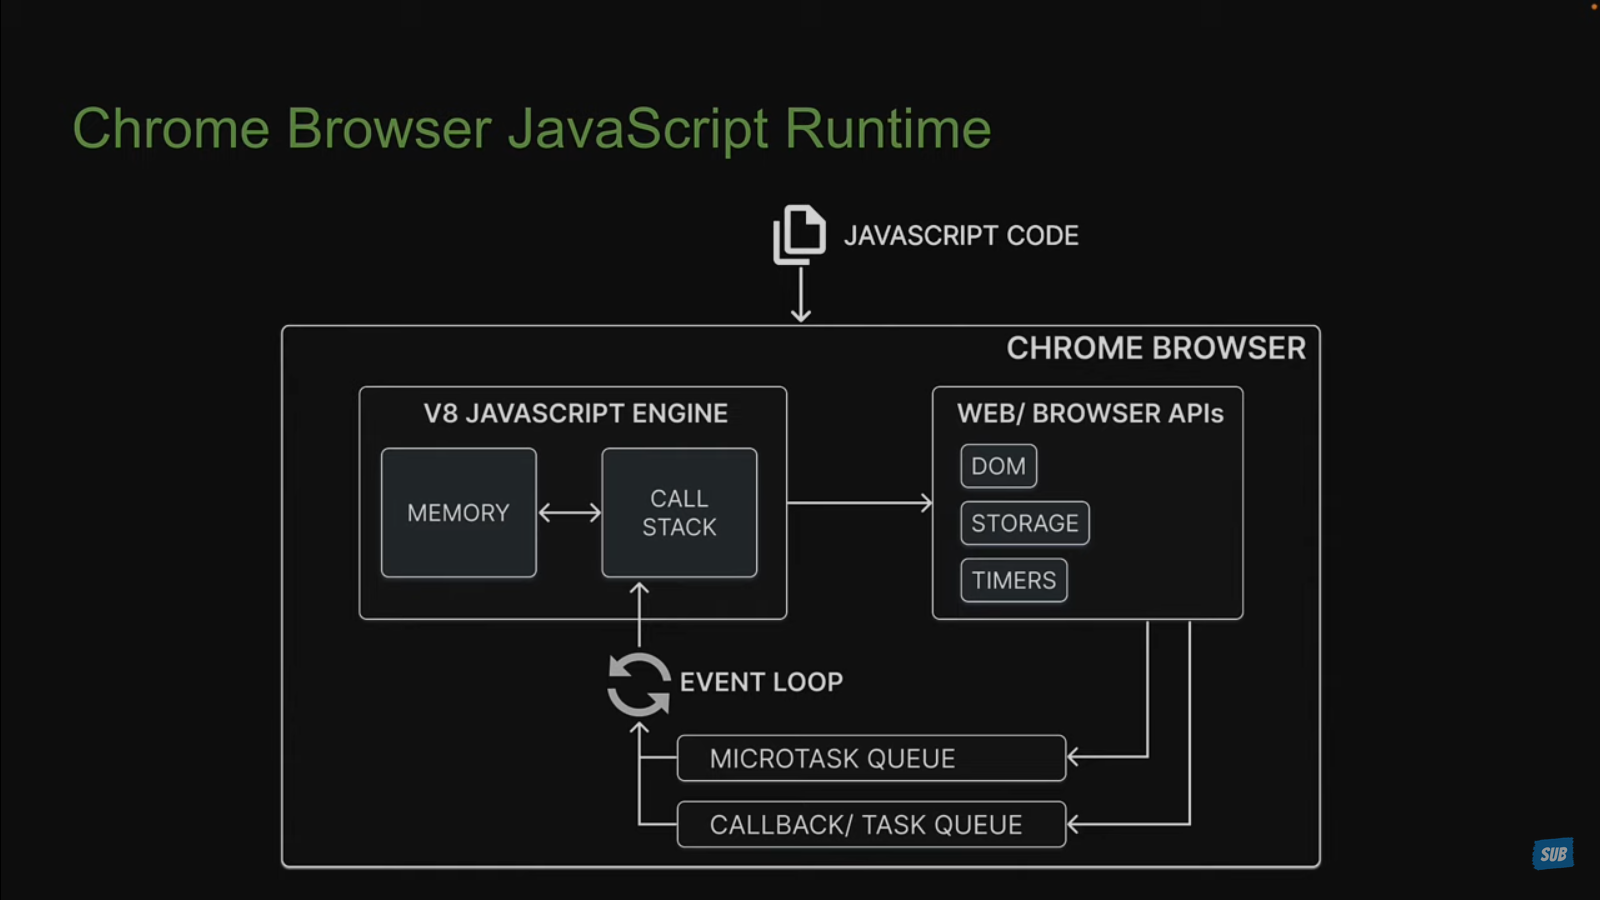 Chrome Browser JavaScript Runtime
JAVASCRIPT CODE
CHROME BROWSER
V8 JAVASCRIPT ENGINE
MEMORY
CALL
STACK
WEB/ BROWSER APIs
DOM
STORAGE
TIMERS
EVENT LOOP
MICROTASK QUEUE
CALLBACK/ TASK QUEUE
SUB